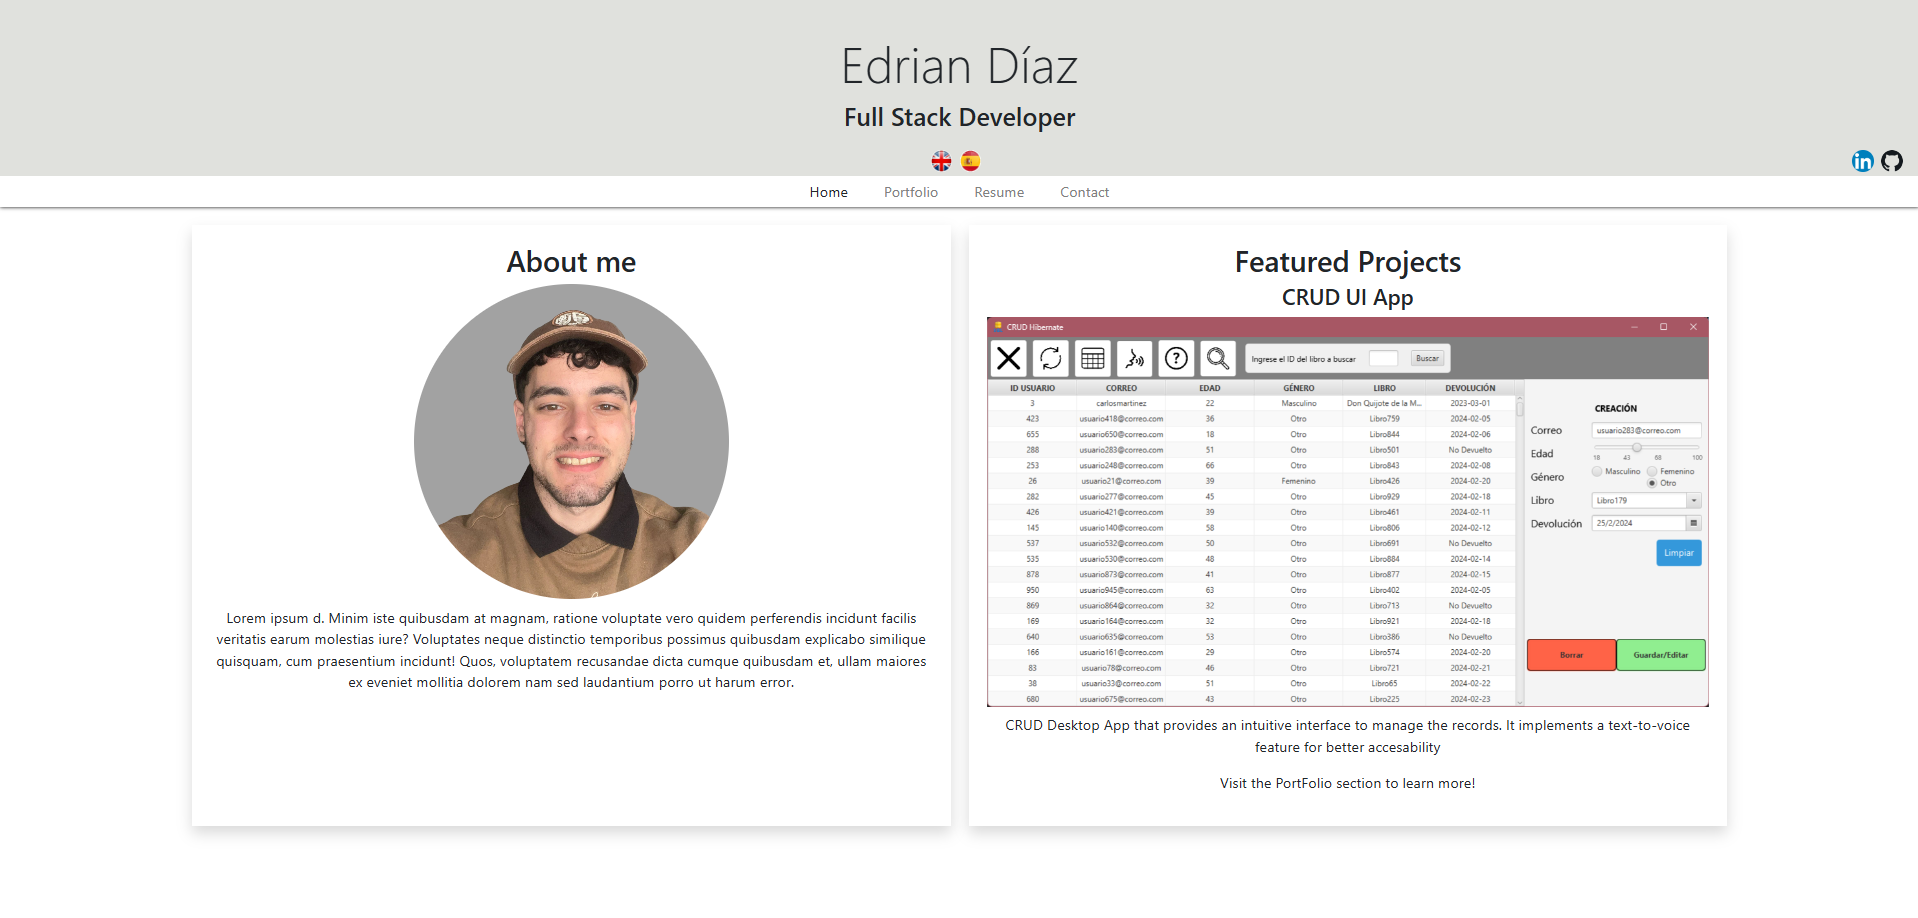 Edrian Díaz
Full Stack Developer
in
Home Portfolio Resume Contact
About me
Lorem ipsum d. Minim iste quibusdam at magnam, ratione voluptate vero quidem perferendis incidunt facilis
veritatis earum molestias iure? Voluptates neque distinctio temporibus possimus quibusdam explicabo similique
quisquam, cum praesentium incidunt! Quos, voluptatem recusandae dicta cumque quibusdam et, ullam maiores
ex eveniet mollitia dolorem nam sed laudantium porro ut harum error.
Featured Projects
CRUD UI App
CRUD Hibernate
Ingrese el ID del libro a buscar Buscar
ID USUARIO CORREO EDAD GÉNERO LIBRO DEVOLUCIÓN
3 carlosmartinez 22 Masculino Don Quijote de la M... 2023-03-01
423 usuario418@correo.com 36 Otro Libro759 2024-02-05
655 usuario650@correo.com 18 Otro Libro844 2024-02-06
288 usuario283@correo.com 51 Otro Libro501 No Devuelto
253 usuario248@correo.com 66 Otro Libro843 2024-02-08
26 usuario21@correo.com 39 Femenino Libro426 2024-02-20
282 usuario277@correo.com 45 Otro Libro929 2024-02-18
426 usuario421@correo.com 39 Otro Libro461 2024-02-11
145 usuario140@correo.com 58 Otro Libro806 2024-02-12
537 usuario532@correo.com 50 Otro Libro691 No Devuelto
535 usuario530@correo.com 48 Otro Libro884 2024-02-14
878 usuario873@correo.com 41 Otro Libro877 2024-02-15
950 usuario945@correo.com 63 Otro Libro402 2024-02-05
869 usuario864@correo.com 32 Otro Libro713 No Devuelto
169 usuario164@correo.com 32 Otro Libro921 2024-02-18
640 usuario635@correo.com 53 Otro Libro386 No Devuelto
166 usuario161@correo.com 29 Otro Libro574 2024-02-20
83 usuario78@correo.com 46 Otro Libro721 2024-02-21
38 usuario33@correo.com 51 Otro Libro65 2024-02-22
680 usuario675@correo.com 43 Otro Libro225 2024-02-23
CREACIÓN
Correo usuario283@correo.com
Edad 18 43 68 100
Género Masculino Femenino
Otro
Libro Libro179
Devolución 25/2/2024
Limpiar
Borrar Guardar/Editar
CRUD Desktop App that provides an intuitive interface to manage the records. It implements a text-to-voice
feature for better accesability
Visit the PortFolio section to learn more!